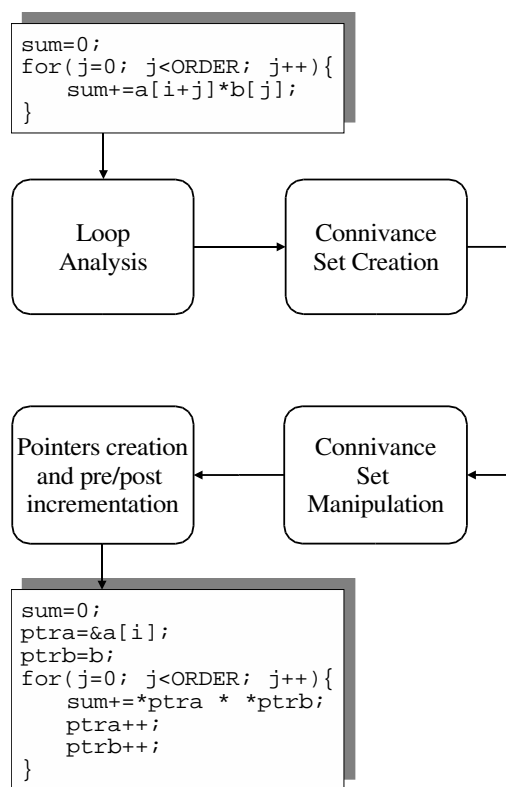 sum=0;
for(j=0; j<ORDER; j++){
sum+=a[i+j]*b[j];
}
Loop
Analysis
Connivance
Set Creation
Pointers creation
and pre/post
incrementation
Connivance
Set
Manipulation
sum=0;
ptra=&a[i];
ptrb=b;
for(j=0; j<ORDER; j++){
sum+=*ptra * *ptrb;
ptra++;
ptrb++;
}